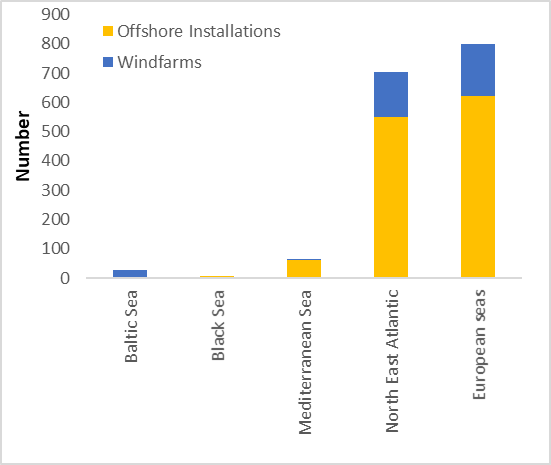 900
800
700
600
500
400
300
200
100
0
Number
Offshore Installations
Windfarms
Baltic Sea
Black Sea
Mediterranean Sea
North East Atlantic
European seas